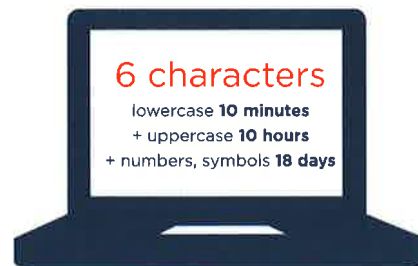 6 characters
lowercase 10 minutes
+ uppercase 10 hours
+ numbers, symbols 18 days